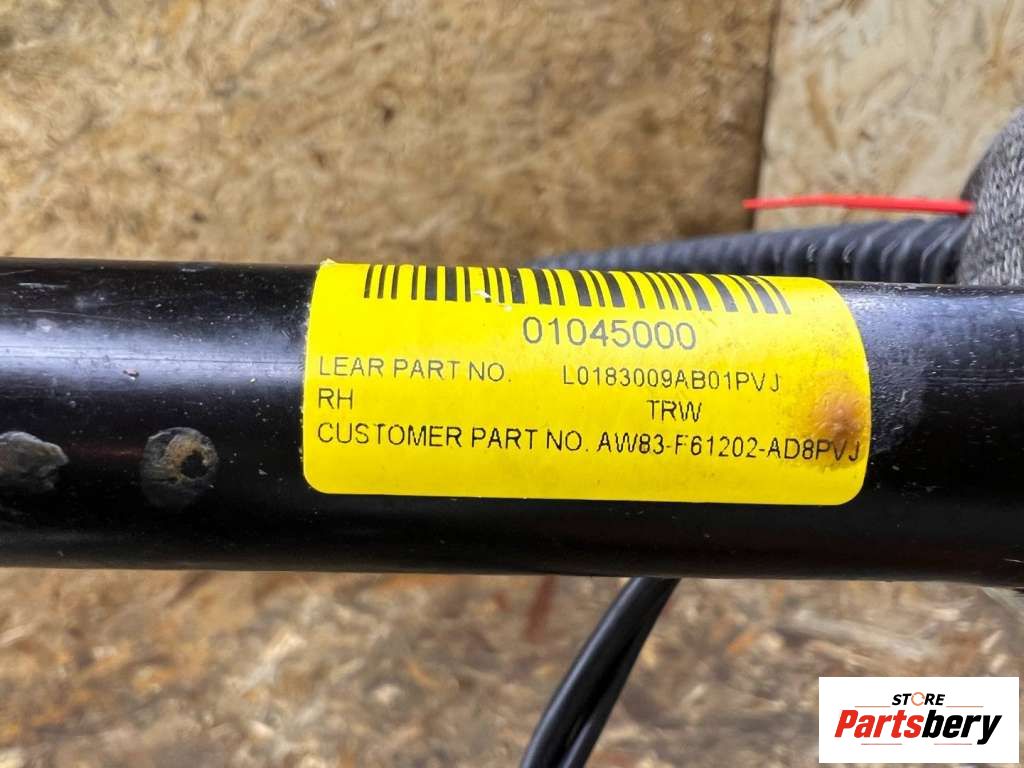 01045000
LEAR PART NO. L0183009AB01PVJ
RH TRW
CUSTOMER PART NO. AW83-F61202-AD8PVJ
STORE
Partsbery